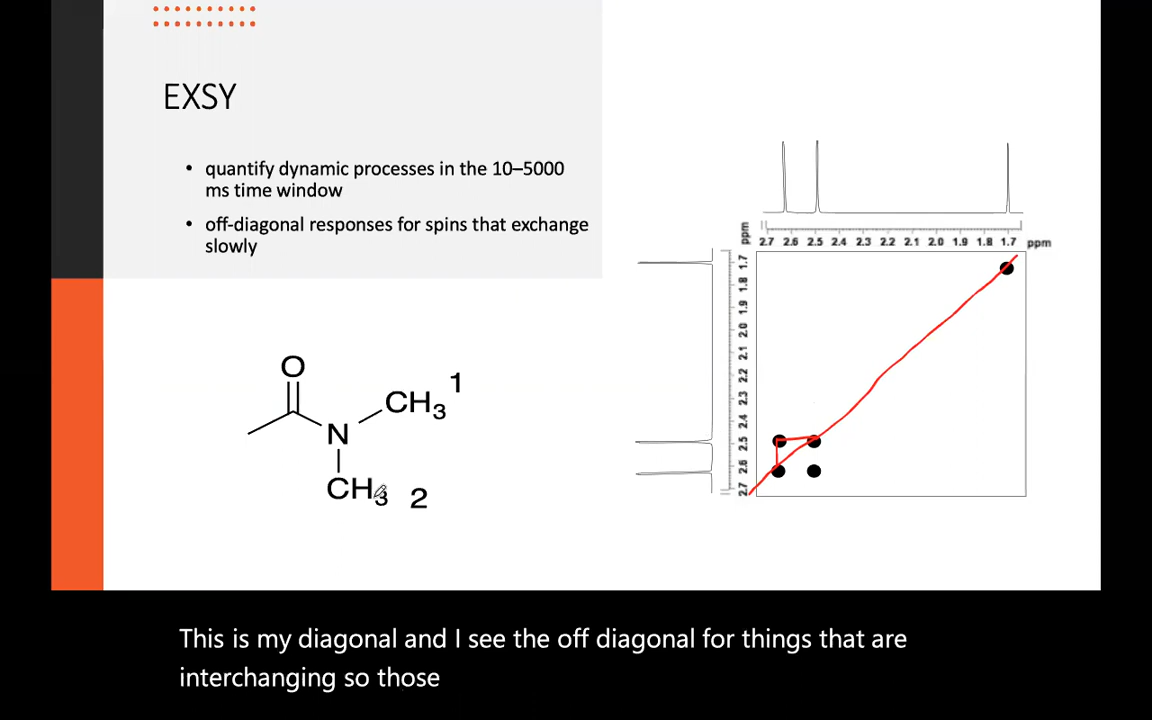 EXSY
• quantify dynamic processes in the 10–5000
ms time window
• off-diagonal responses for spins that exchange
slowly
O
CH3 1
N
CH3 2
ppm 2.7 2.6 2.5 2.4 2.3 2.2 2.1 2.0 1.9 1.8 1.7 ppm
1.7
1.8
1.9
2.0
2.1
2.2
2.3
2.4
2.5
2.6
2.7
This is my diagonal and I see the off diagonal for things that are
interchanging so those